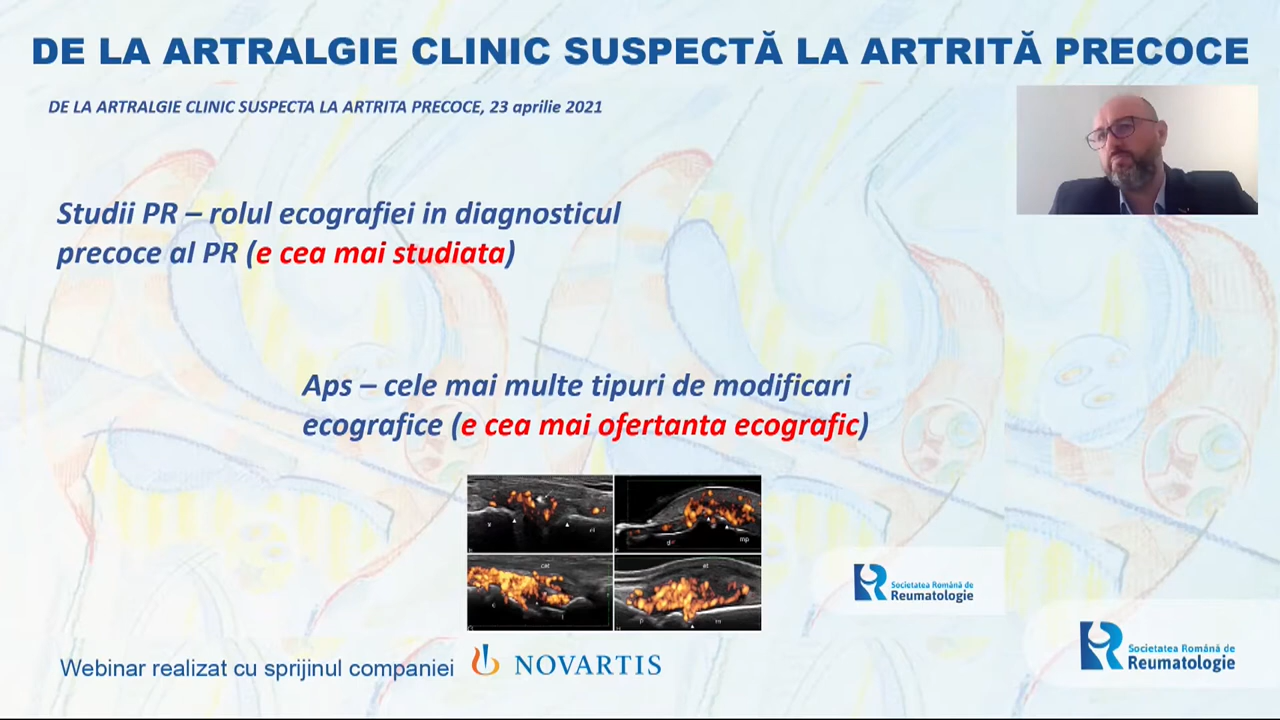 DE LA ARTRALGIE CLINIC SUSPECTĂ LA ARTRITĂ PRECOCE
DE LA ARTRALGIE CLINIC SUSPECTA LA ARTRITA PRECOCE, 23 aprilie 2021
Studii PR – rolul ecografiei in diagnosticul
precoce al PR (e cea mai studiata)
Aps – cele mai multe tipuri de modificari
ecografice (e cea mai ofertanta ecografic)
mp
Societatea Română de
Reumatologie
Societatea Română de
Reumatologie
Webinar realizat cu sprijinul companiei
NOVARTIS